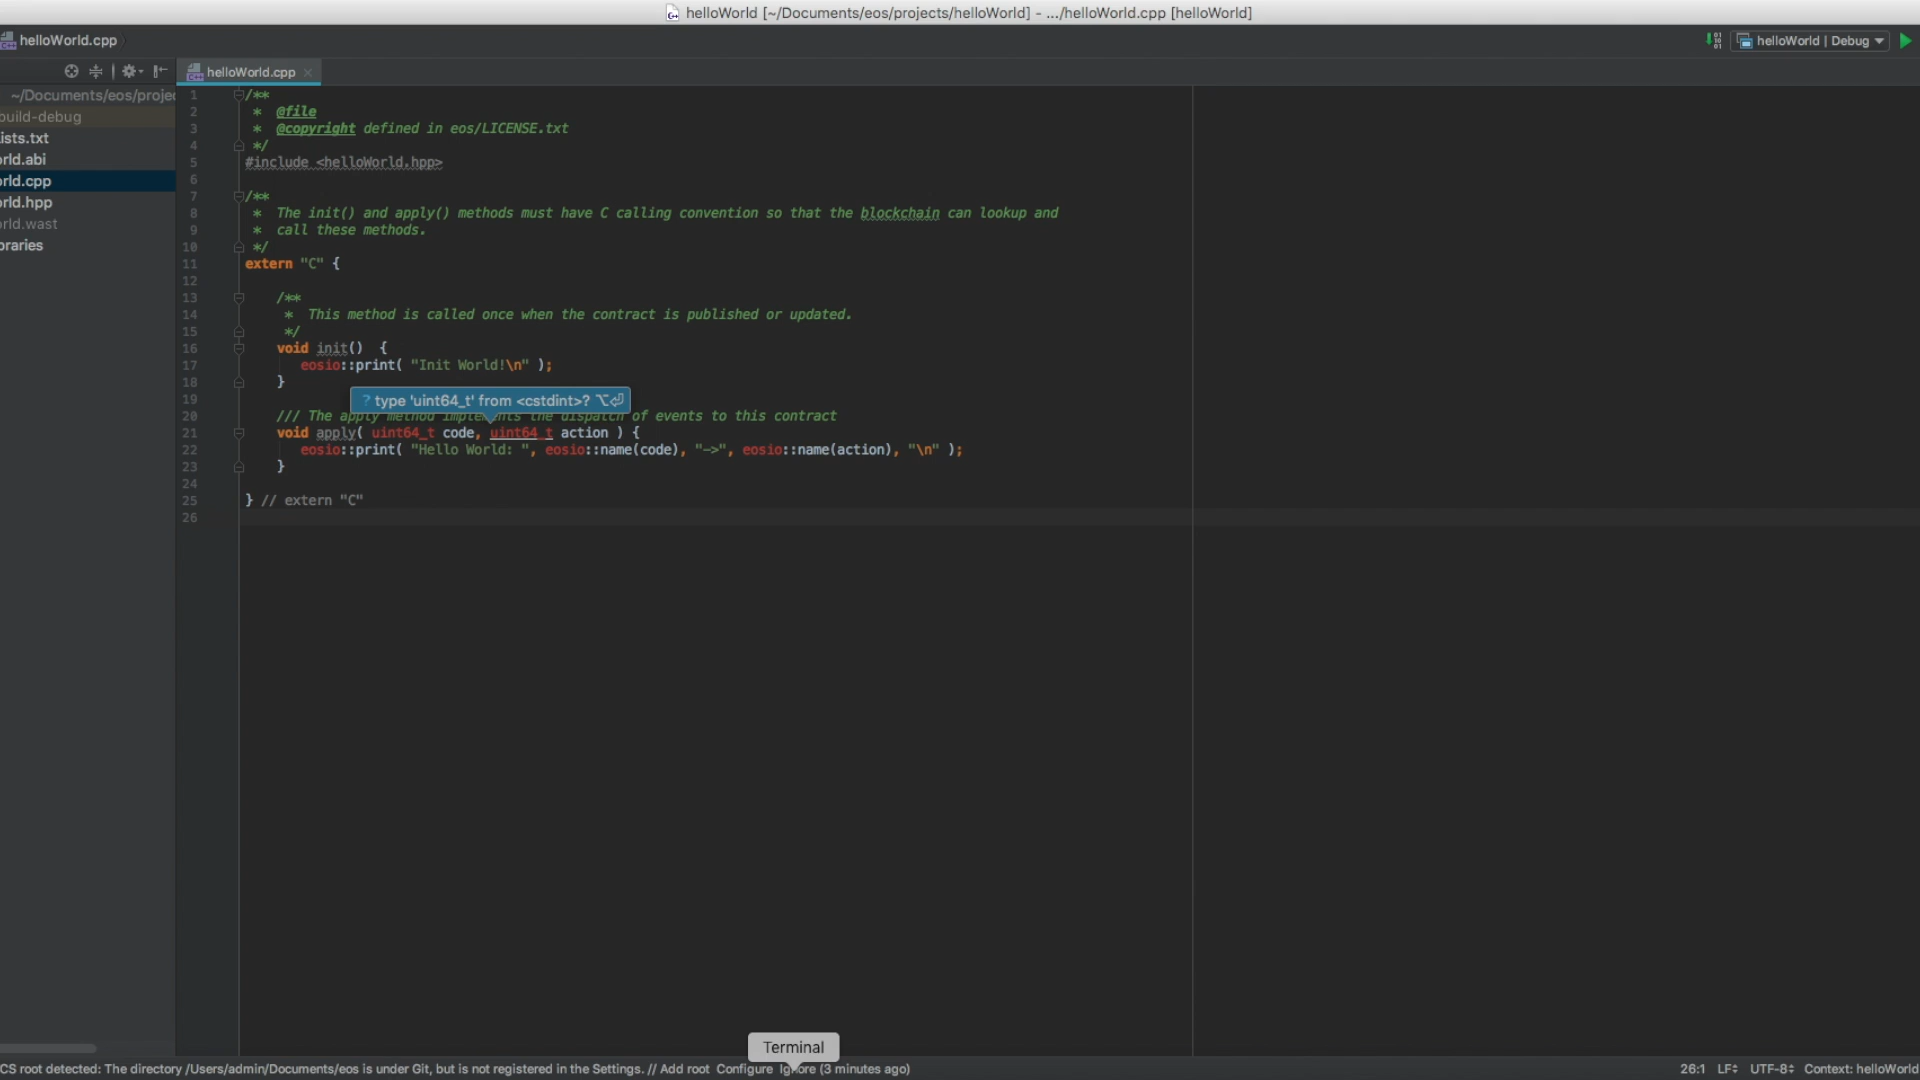 helloWorld [~/Documents/eos/projects/helloWorld] - .../helloWorld.cpp [helloWorld]
helloWorld.cpp
helloWorld | Debug
helloWorld.cpp
~/Documents/eos/projec
build-debug
ists.txt
rld.abi
rld.cpp
rld.hpp
rld.wast
braries
1 /**
2 * @file
3 * @copyright defined in eos/LICENSE.txt
4 */
5 #include <helloWorld.hpp>
6
7 /**
8 * The init() and apply() methods must have C calling convention so that the blockchain can lookup and
9 * call these methods.
10 */
11 extern "C" {
12
13 /**
14 * This method is called once when the contract is published or updated.
15 */
16 void init() {
17 eosio::print( "Init World!\n" );
18 }
19
? type 'uint64_t' from <cstdint>? ⌥⏎
20 /// The apply method implements the dispatch of events to this contract
21 void apply( uint64_t code, uint64_t action ) {
22 eosio::print( "Hello World: ", eosio::name(code), "->", eosio::name(action), "\n" );
23 }
24
25 } // extern "C"
26
Terminal
CS root detected: The directory /Users/admin/Documents/eos is under Git, but is not registered in the Settings. // Add root Configure Ignore (3 minutes ago)
26:1 LF÷ UTF-8÷ Context: helloWorld